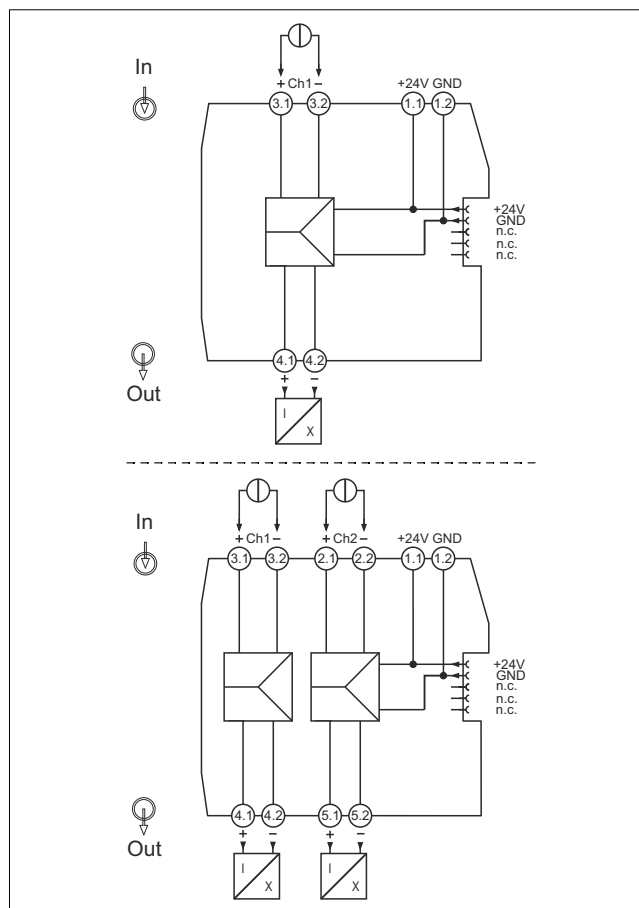 In
+ Ch1 − +24V GND
3.1 3.2 1.1 1.2
+24V
GND
n.c.
n.c.
n.c.
4.1 4.2
+ −
Out
I
X
In
+ Ch1 − + Ch2 − +24V GND
3.1 3.2 2.1 2.2 1.1 1.2
+24V
GND
n.c.
n.c.
n.c.
4.1 4.2 5.1 5.2
+ − + −
Out
I I
X X